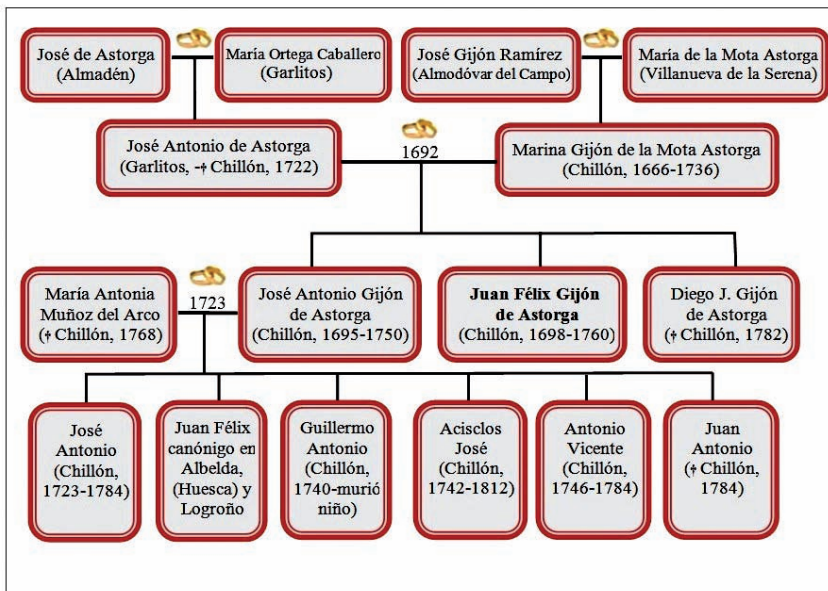 José de Astorga
(Almadén)
María Ortega Caballero
(Garlitos)
José Gijón Ramírez
(Almodóvar del Campo)
María de la Mota Astorga
(Villanueva de la Serena)
José Antonio de Astorga
(Garlitos, -† Chillón, 1722)
1692
Marina Gijón de la Mota Astorga
(Chillón, 1666-1736)
María Antonia
Muñoz del Arco
(† Chillón, 1768)
1723
José Antonio Gijón
de Astorga
(Chillón, 1695-1750)
Juan Félix Gijón
de Astorga
(Chillón, 1698-1760)
Diego J. Gijón
de Astorga
(† Chillón, 1782)
José
Antonio
(Chillón,
1723-1784)
Juan Félix
canónigo en
Albelda,
(Huesca) y
Logroño
Guillermo
Antonio
(Chillón,
1740-murió
niño)
Acisclos
José
(Chillón,
1742-1812)
Antonio
Vicente
(Chillón,
1746-1784)
Juan
Antonio
(† Chillón,
1784)